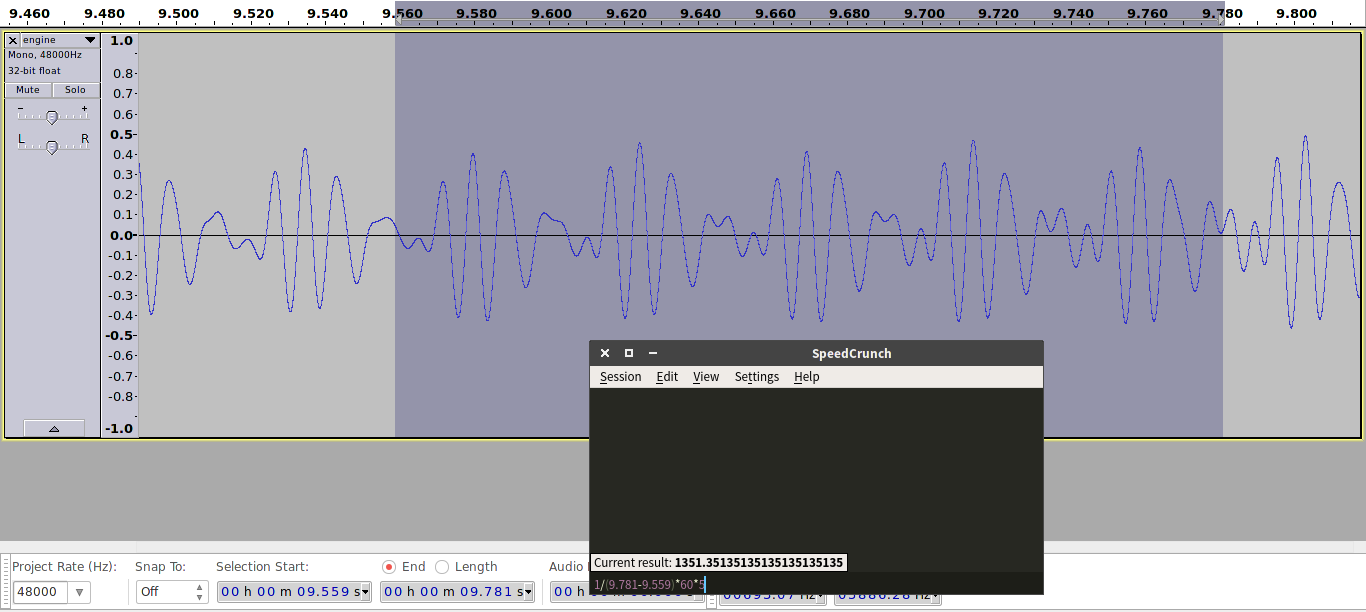 9.460 9.480 9.500 9.520 9.540 9.560 9.580 9.600 9.620 9.640 9.660 9.680 9.700 9.720 9.740 9.760 9.780 9.800
engine
Mono, 48000Hz
32-bit float
Mute Solo
- +
L R
1.0
0.8
0.7
0.6
0.5
0.4
0.3
0.2
0.1
0.0
-0.1
-0.2
-0.3
-0.4
-0.5
-0.6
-0.7
-0.8
-1.0
SpeedCrunch
Session Edit View Settings Help
Current result: 1351.35135135135135135135
1/(9.781-9.559)*60*5
Project Rate (Hz): Snap To: Selection Start: End Length Audio
48000 Off 00 h 00 m 09.559 s 00 h 00 m 09.781 s 00 h 00